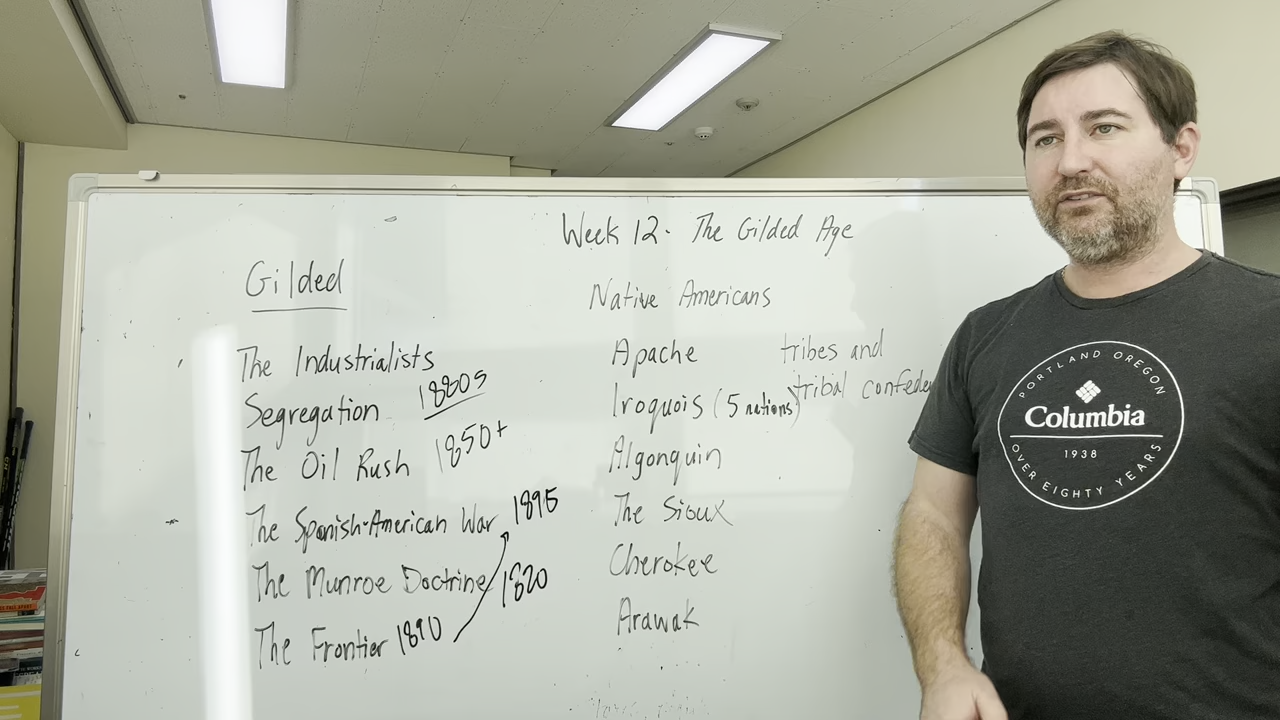 Week 12. The Gilded Age
Gilded
The Industrialists
Segregation 1880s
The Oil Rush 1850+
The Spanish-American War 1895
The Munroe Doctrine 1820
The Frontier 1890
Native Americans
Apache
Iroquois (5 nations)
Algonquin
The Sioux
Cherokee
Arawak
tribes and
tribal confede
PORTLAND OREGON
Columbia
1938
OVER EIGHTY YEARS